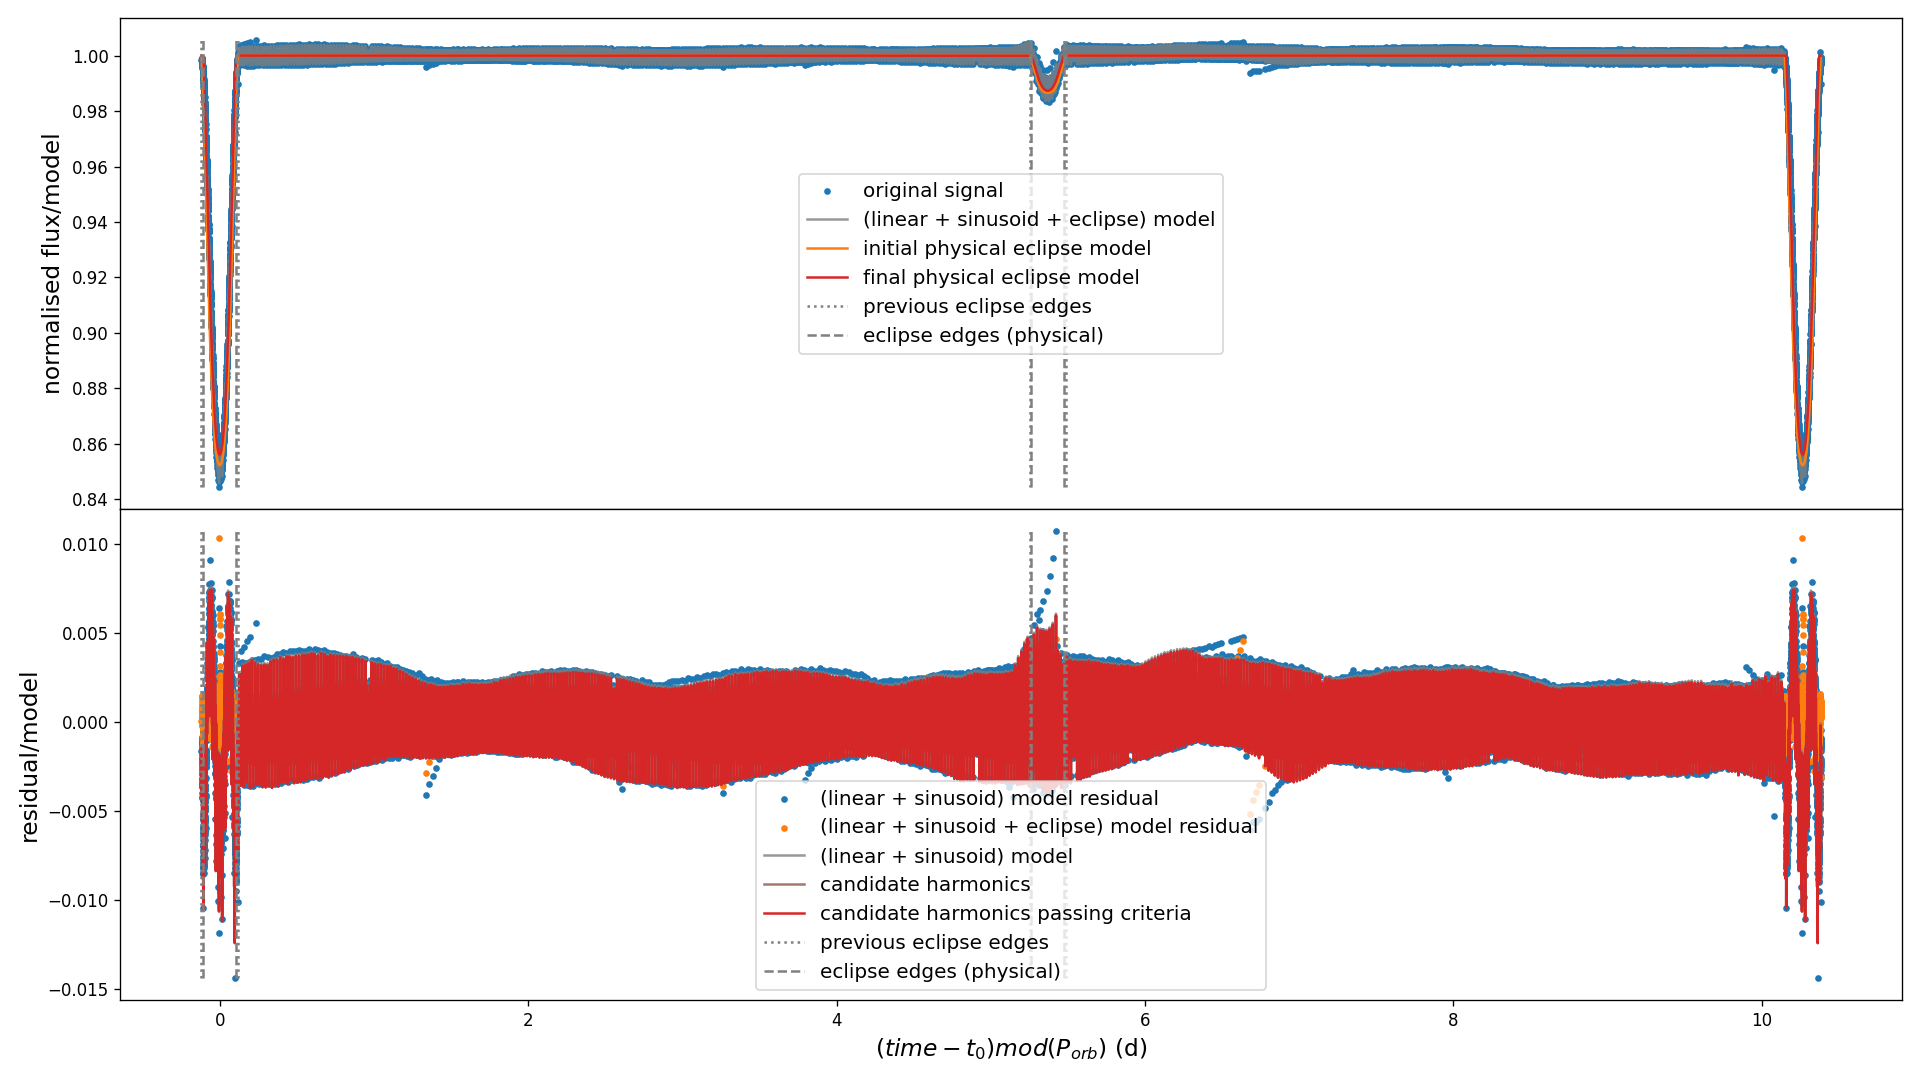 normalised flux/model
1.00
0.98
0.96
0.94
0.92
0.90
0.88
0.86
0.84
original signal
(linear + sinusoid + eclipse) model
initial physical eclipse model
final physical eclipse model
previous eclipse edges
eclipse edges (physical)
residual/model
0.010
0.005
0.000
−0.005
−0.010
−0.015
(linear + sinusoid) model residual
(linear + sinusoid + eclipse) model residual
(linear + sinusoid) model
candidate harmonics
candidate harmonics passing criteria
previous eclipse edges
eclipse edges (physical)
0 2 4 6 8 10
(time − t₀)mod(P_orb) (d)